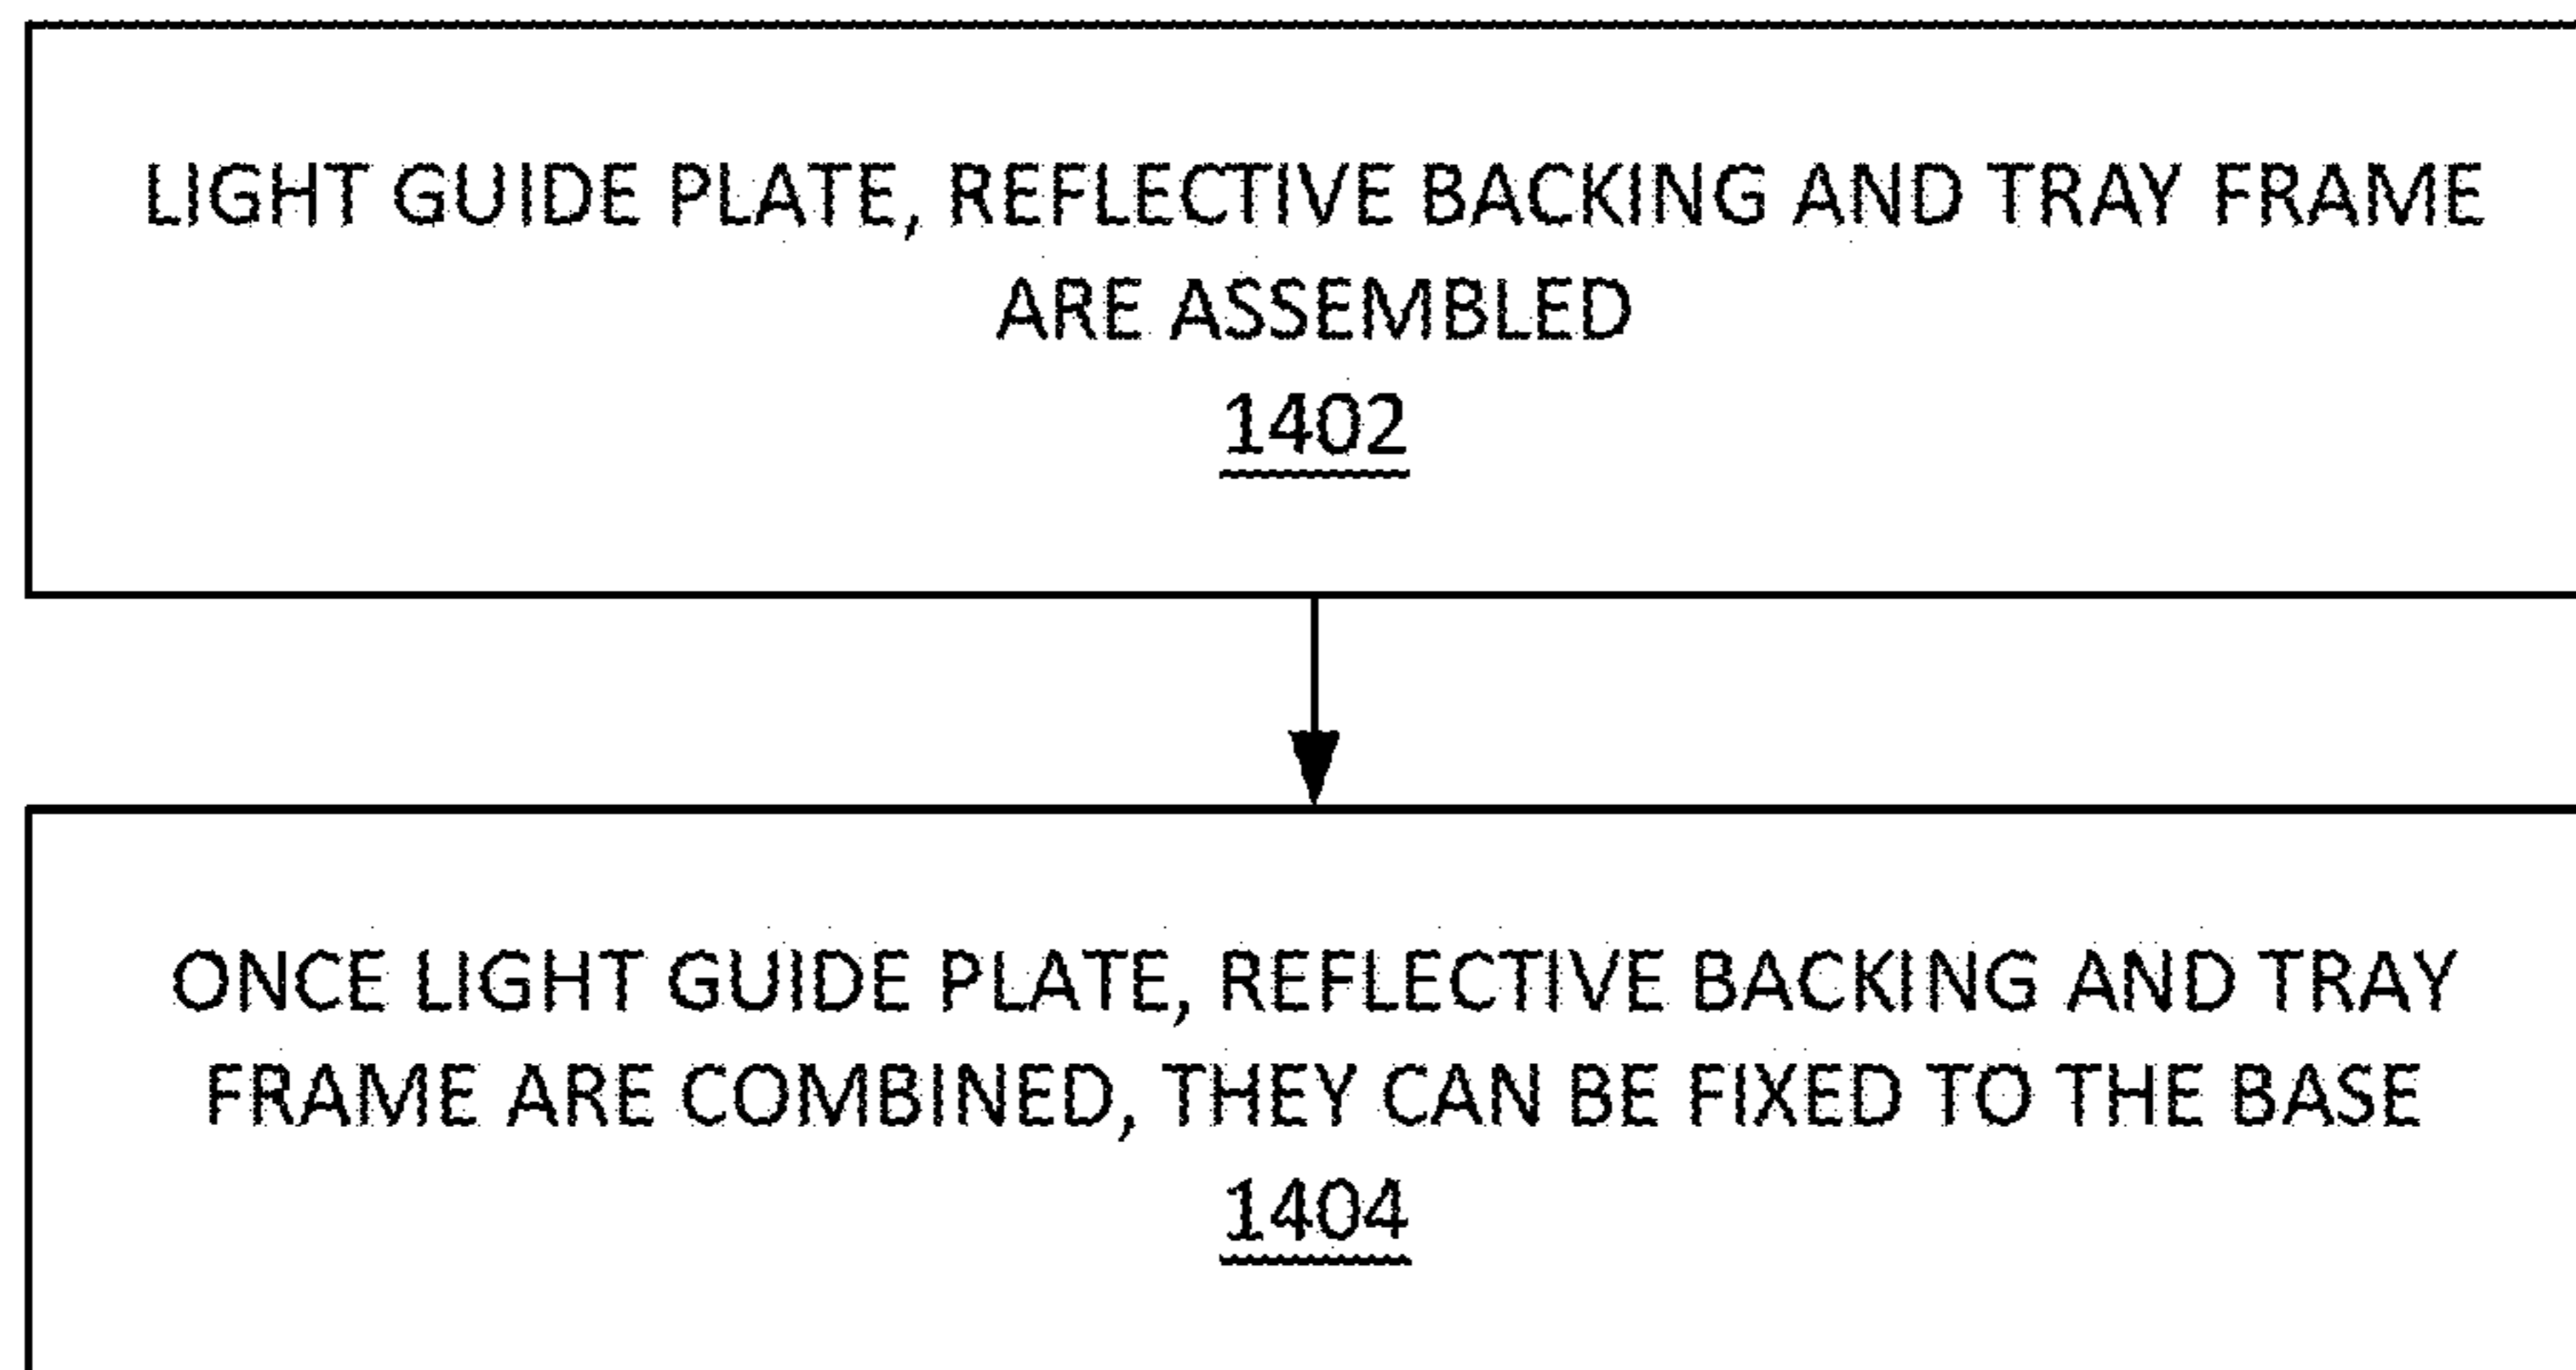 LIGHT GUIDE PLATE, REFLECTIVE BACKING AND TRAY FRAME
ARE ASSEMBLED
1402
ONCE LIGHT GUIDE PLATE, REFLECTIVE BACKING AND TRAY
FRAME ARE COMBINED, THEY CAN BE FIXED TO THE BASE
1404